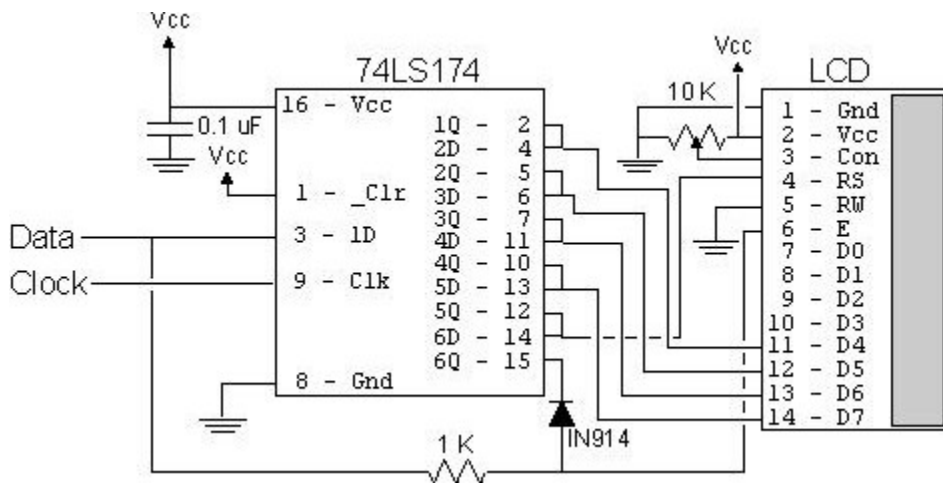 Vcc
Vcc
74LS174
LCD
16 - Vcc
10 K
1 - Gnd
0.1 uF
1Q - 2
2 - Vcc
Vcc
2D - 4
3 - Con
2Q - 5
4 - RS
1 - _Clr
3D - 6
5 - RW
3Q - 7
6 - E
Data
3 - 1D
4D - 11
7 - D0
4Q - 10
8 - D1
Clock
9 - Clk
5D - 13
9 - D2
5Q - 12
10 - D3
6D - 14
11 - D4
6Q - 15
12 - D5
8 - Gnd
13 - D6
14 - D7
IN914
1 K